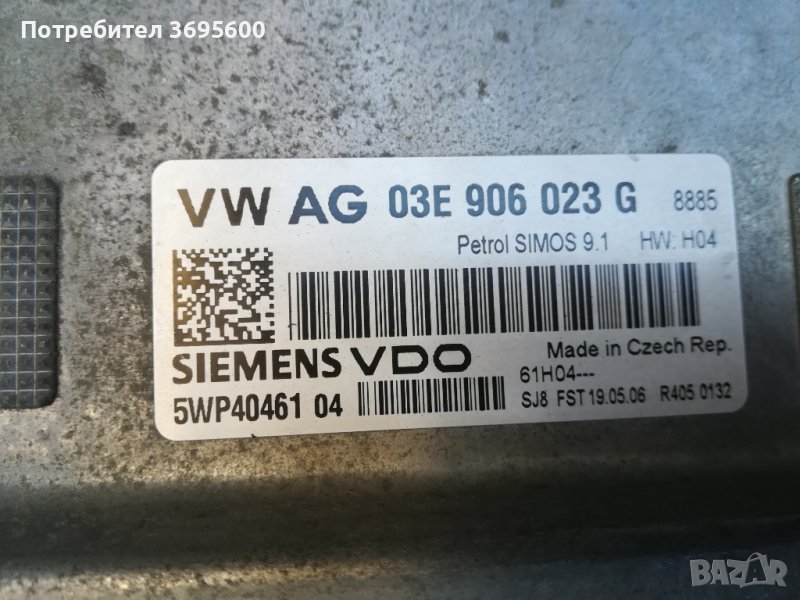 Потребител 3695600
VW AG 03E 906 023 G 8885
Petrol SIMOS 9.1 HW: H04
SIEMENS VDO Made in Czech Rep.
61H04---
5WP40461 04 SJ8 FST 19.05.06 R405 0132
BAZAR